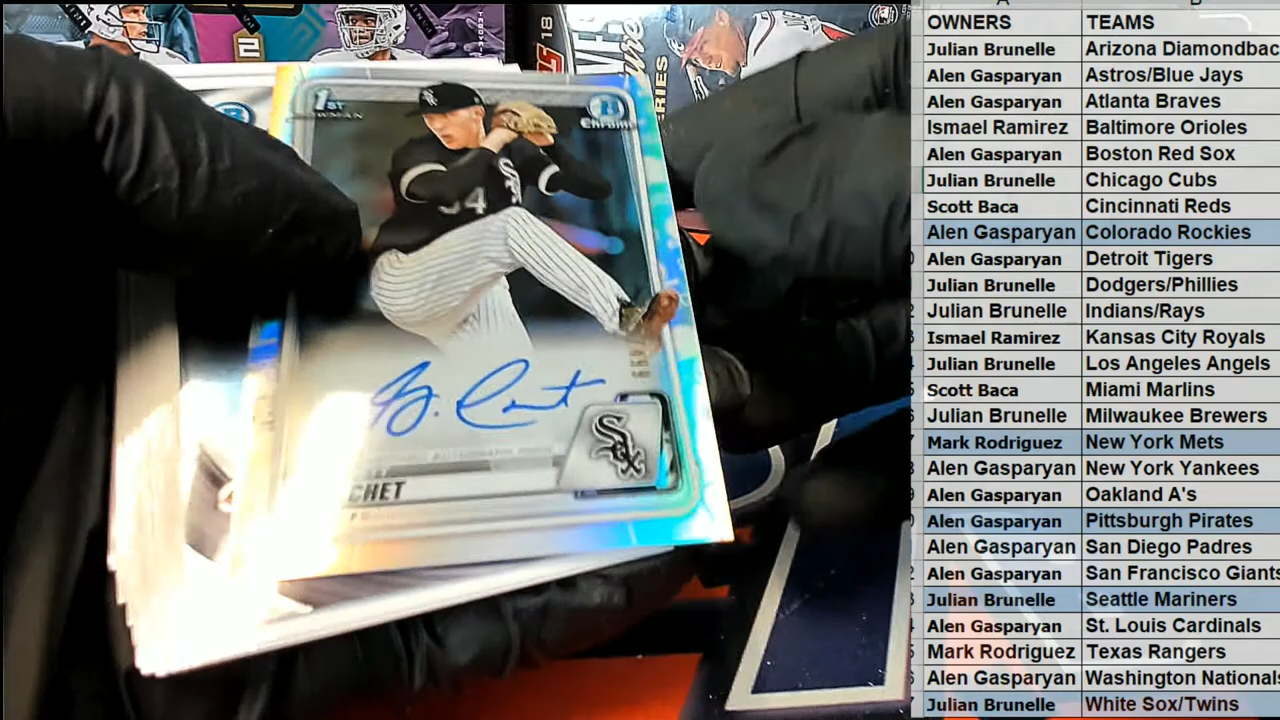 18
1ST
BOWMAN
Chrome
34
Sox
CHET
OWNERS TEAMS
Julian Brunelle Arizona Diamondbac
Alen Gasparyan Astros/Blue Jays
Alen Gasparyan Atlanta Braves
Ismael Ramirez Baltimore Orioles
Alen Gasparyan Boston Red Sox
Julian Brunelle Chicago Cubs
Scott Baca Cincinnati Reds
Alen Gasparyan Colorado Rockies
Alen Gasparyan Detroit Tigers
Julian Brunelle Dodgers/Phillies
Julian Brunelle Indians/Rays
Ismael Ramirez Kansas City Royals
Julian Brunelle Los Angeles Angels
Scott Baca Miami Marlins
Julian Brunelle Milwaukee Brewers
Mark Rodriguez New York Mets
Alen Gasparyan New York Yankees
Alen Gasparyan Oakland A's
Alen Gasparyan Pittsburgh Pirates
Alen Gasparyan San Diego Padres
Alen Gasparyan San Francisco Giants
Julian Brunelle Seattle Mariners
Alen Gasparyan St. Louis Cardinals
Mark Rodriguez Texas Rangers
Alen Gasparyan Washington Nationals
Julian Brunelle White Sox/Twins